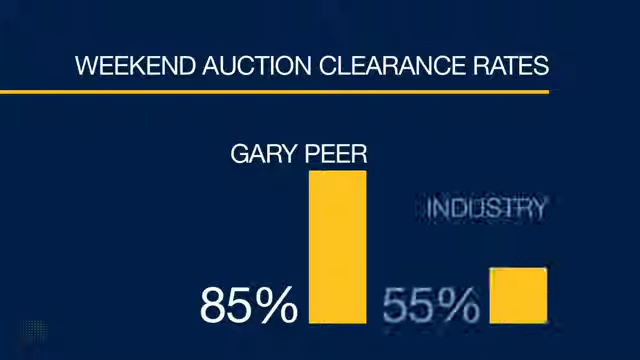 WEEKEND AUCTION CLEARANCE RATES
GARY PEER
INDUSTRY
85%
55%